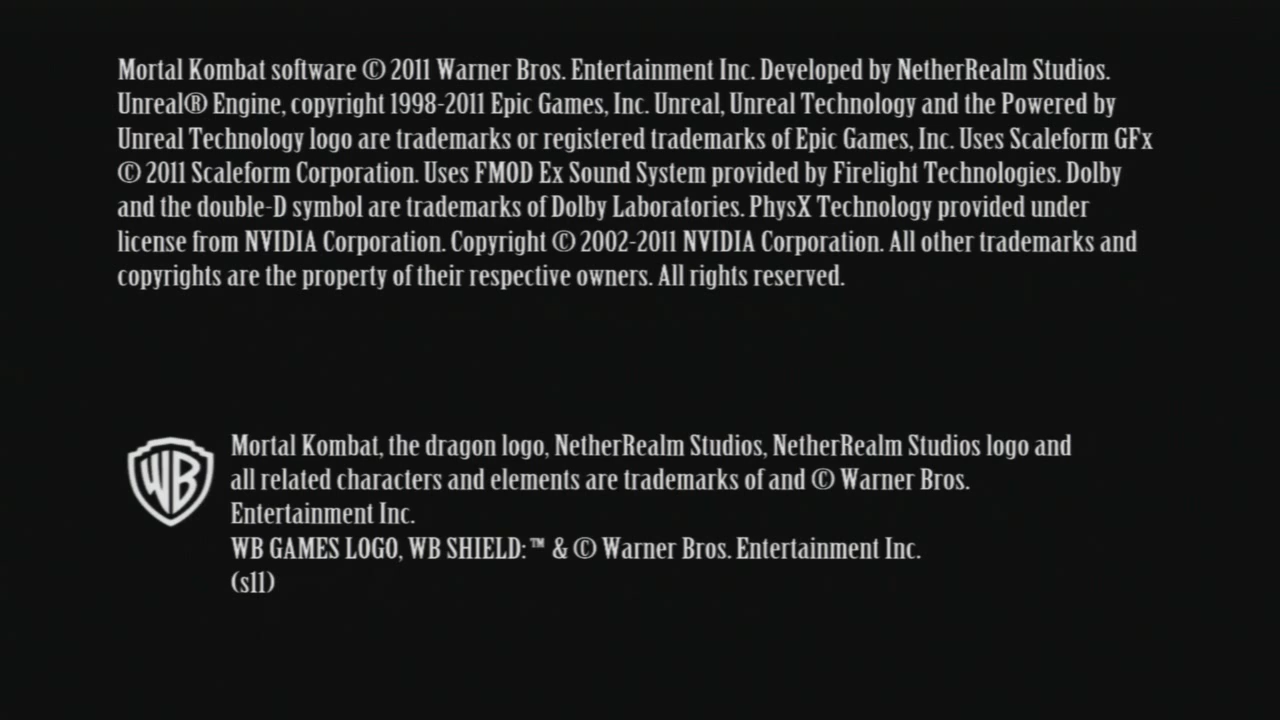 Mortal Kombat software © 2011 Warner Bros. Entertainment Inc. Developed by NetherRealm Studios.
Unreal® Engine, copyright 1998-2011 Epic Games, Inc. Unreal, Unreal Technology and the Powered by
Unreal Technology logo are trademarks or registered trademarks of Epic Games, Inc. Uses Scaleform GFx
© 2011 Scaleform Corporation. Uses FMOD Ex Sound System provided by Firelight Technologies. Dolby
and the double-D symbol are trademarks of Dolby Laboratories. PhysX Technology provided under
license from NVIDIA Corporation. Copyright © 2002-2011 NVIDIA Corporation. All other trademarks and
copyrights are the property of their respective owners. All rights reserved.
WB
Mortal Kombat, the dragon logo, NetherRealm Studios, NetherRealm Studios logo and
all related characters and elements are trademarks of and © Warner Bros.
Entertainment Inc.
WB GAMES LOGO, WB SHIELD: ™ & © Warner Bros. Entertainment Inc.
(s11)